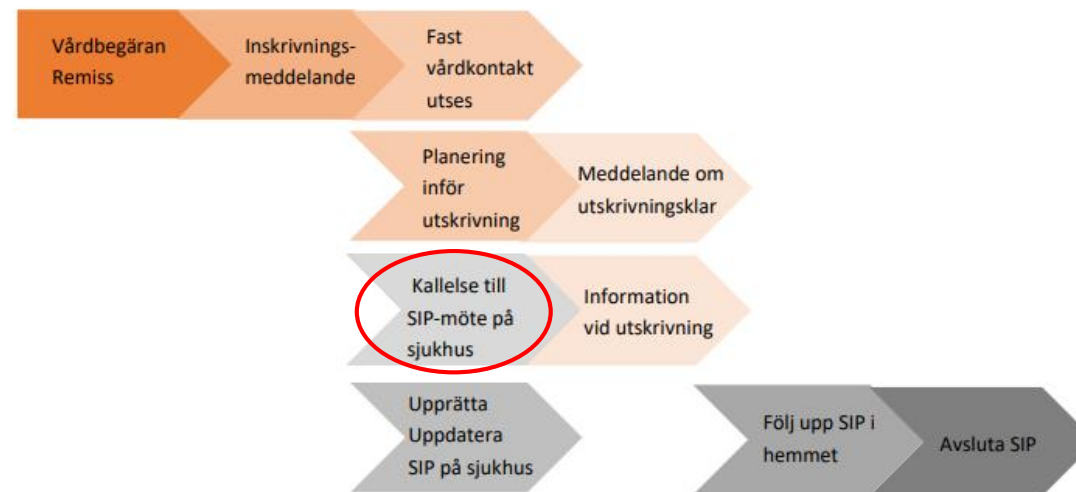 Vårdbegäran
Remiss
Inskrivnings-
meddelande
Fast
vårdkontakt
utses
Planering
inför
utskrivning
Meddelande om
utskrivningsklar
Kallelse till
SIP-möte på
sjukhus
Information
vid utskrivning
Upprätta
Uppdatera
SIP på sjukhus
Följ upp SIP i
hemmet
Avsluta SIP